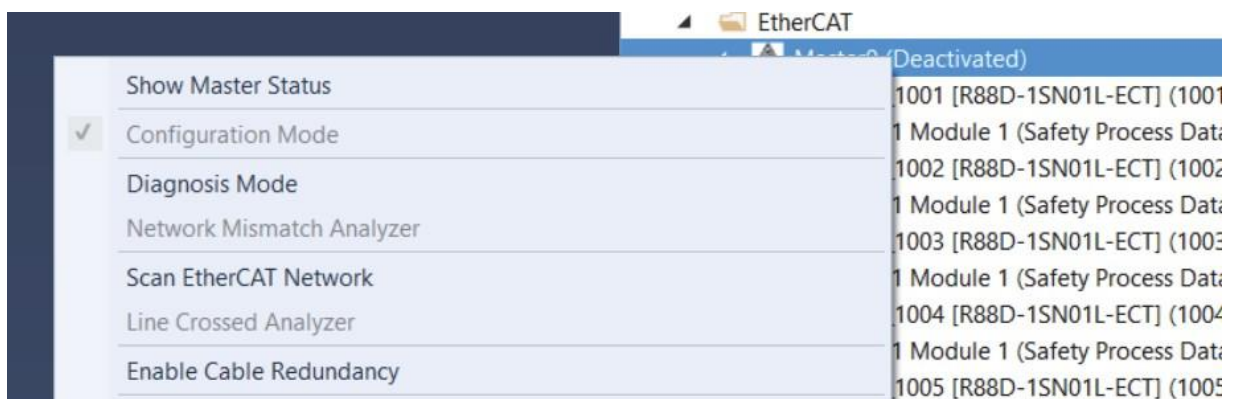 EtherCAT
(Deactivated)
Show Master Status
1001 [R88D-1SN01L-ECT] (1001
Configuration Mode
1 Module 1 (Safety Process Data
Diagnosis Mode
1002 [R88D-1SN01L-ECT] (1002
Network Mismatch Analyzer
1 Module 1 (Safety Process Data
1003 [R88D-1SN01L-ECT] (1003
Scan EtherCAT Network
1 Module 1 (Safety Process Data
Line Crossed Analyzer
1004 [R88D-1SN01L-ECT] (1004
1 Module 1 (Safety Process Data
Enable Cable Redundancy
1005 [R88D-1SN01L-ECT] (1005